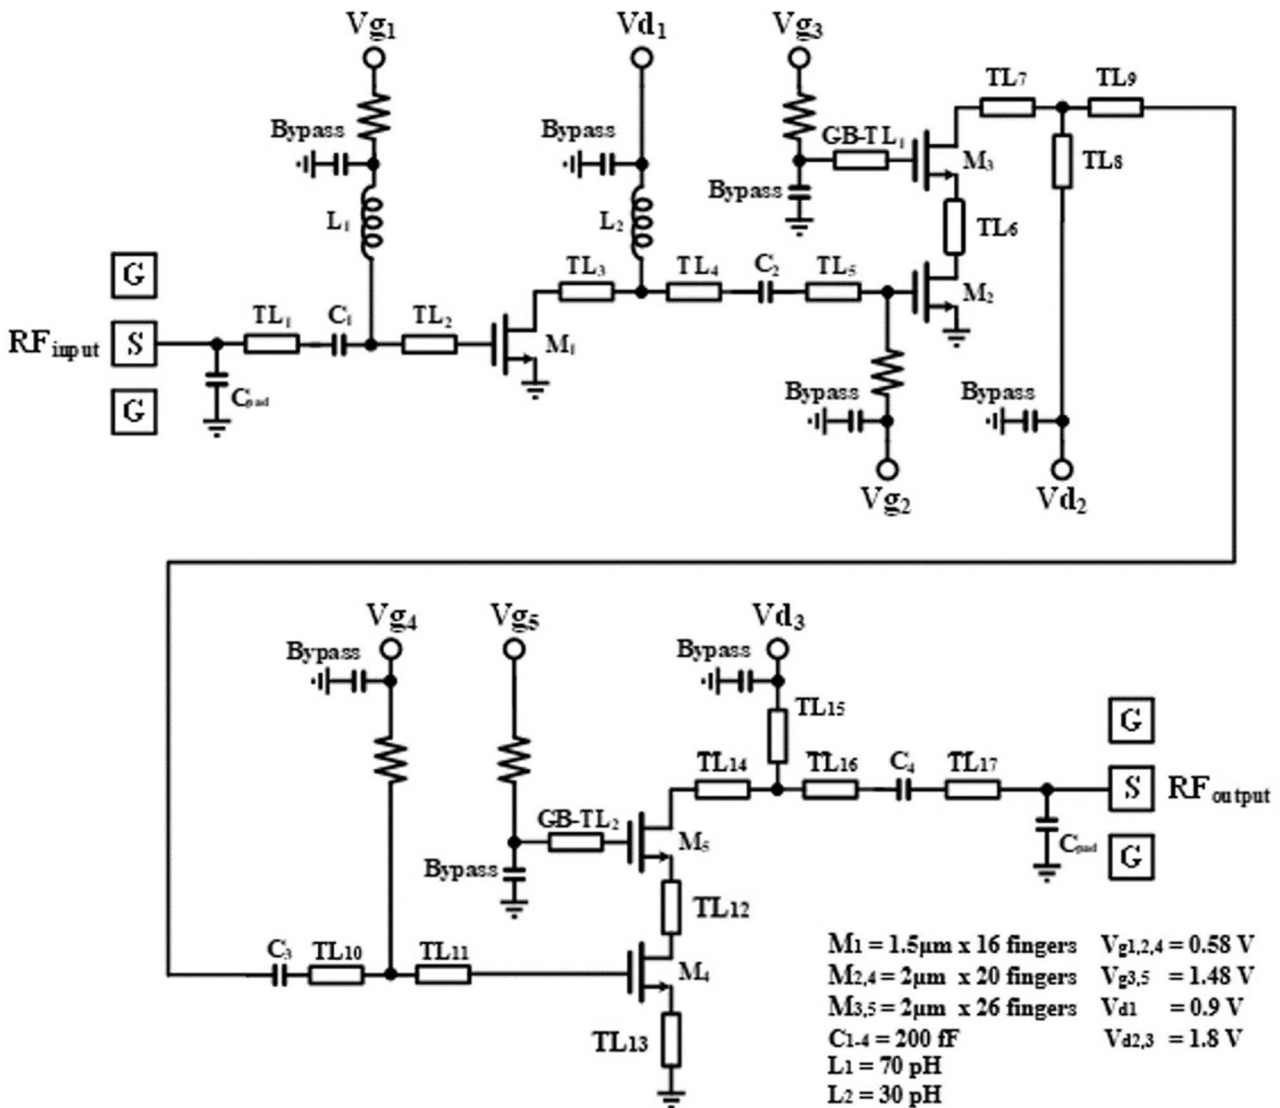 Vg1
Vd1
Vg3
TL7
TL9
Bypass
Bypass
GB-TL1
M3
TL8
Bypass
L1
L2
TL6
G
TL3
TL4
C2
TL5
M2
RFinput
S
TL1
C1
TL2
M1
Cpad
G
Bypass
Bypass
Vg2
Vd2
Vg4
Vg5
Vd3
Bypass
Bypass
TL15
G
TL14
TL16
C4
TL17
S
RFoutput
GB-TL2
M5
Cpad
G
Bypass
TL12
C3
TL10
TL11
M4
TL13
M1 = 1.5μm x 16 fingers Vg1,2,4 = 0.58 V
M2,4 = 2μm x 20 fingers Vg3,5 = 1.48 V
M3,5 = 2μm x 26 fingers Vd1 = 0.9 V
C1-4 = 200 fF Vd2,3 = 1.8 V
L1 = 70 pH
L2 = 30 pH